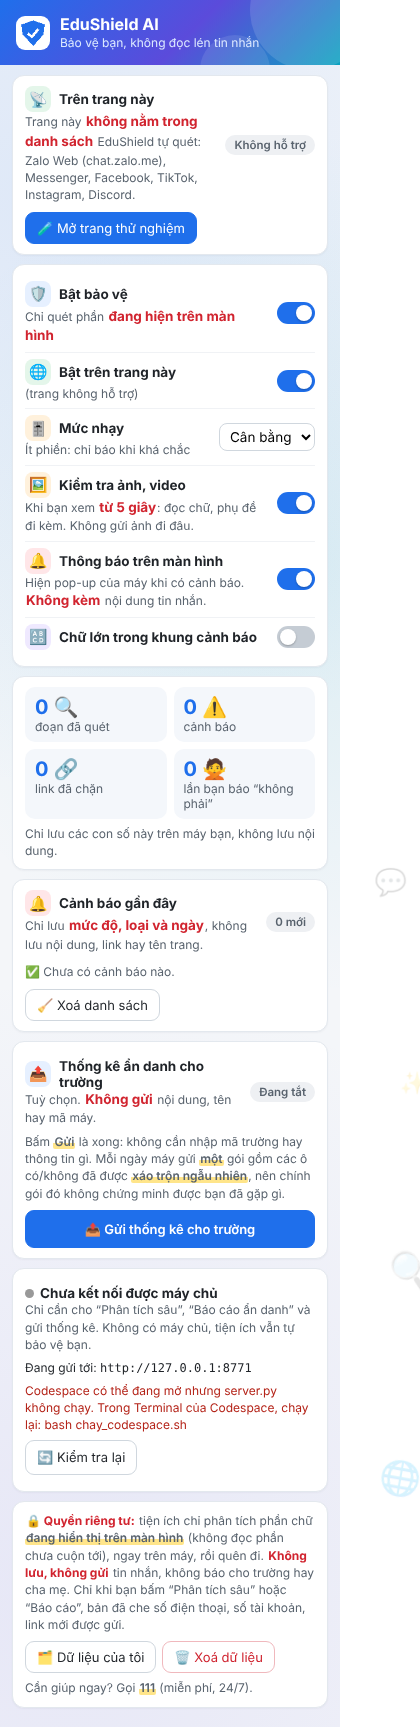 EduShield AI
Bảo vệ bạn, không đọc lén tin nhắn
📡 Trên trang này
Trang này không nằm trong
danh sách EduShield tự quét:
Zalo Web (chat.zalo.me),
Messenger, Facebook, TikTok,
Instagram, Discord.
Không hỗ trợ
🧪 Mở trang thử nghiệm
🛡️ Bật bảo vệ
Chỉ quét phần đang hiện trên màn
hình
🌐 Bật trên trang này
(trang không hỗ trợ)
🎚️ Mức nhạy
Ít phiền: chỉ báo khi khá chắc
Cân bằng
🖼️ Kiểm tra ảnh, video
Khi bạn xem từ 5 giây: đọc chữ, phụ đề
đi kèm. Không gửi ảnh đi đâu.
🔔 Thông báo trên màn hình
Hiện pop-up của máy khi có cảnh báo.
Không kèm nội dung tin nhắn.
🔠 Chữ lớn trong khung cảnh báo
0 🔍
đoạn đã quét
0 ⚠️
cảnh báo
0 🔗
link đã chặn
0 🙅
lần bạn báo “không
phải”
Chỉ lưu các con số này trên máy bạn, không lưu nội
dung.
🔔 Cảnh báo gần đây
Chỉ lưu mức độ, loại và ngày, không
lưu nội dung, link hay tên trang.
0 mới
✅ Chưa có cảnh báo nào.
🧹 Xoá danh sách
📤 Thống kê ẩn danh cho
trường
Tuỳ chọn. Không gửi nội dung, tên
hay mã máy.
Đang tắt
Bấm Gửi là xong: không cần nhập mã trường hay
thông tin gì. Mỗi ngày máy gửi một gói gồm các ô
có/không đã được xáo trộn ngẫu nhiên, nên chính
gói đó không chứng minh được bạn đã gặp gì.
📤 Gửi thống kê cho trường
Chưa kết nối được máy chủ
Chỉ cần cho “Phân tích sâu”, “Báo cáo ẩn danh” và
gửi thống kê. Không có máy chủ, tiện ích vẫn tự
bảo vệ bạn.
Đang gửi tới: http://127.0.0.1:8771
Codespace có thể đang mở nhưng server.py
không chạy. Trong Terminal của Codespace, chạy
lại: bash chay_codespace.sh
🔄 Kiểm tra lại
🔒 Quyền riêng tư: tiện ích chỉ phân tích phần chữ
đang hiển thị trên màn hình (không đọc phần
chưa cuộn tới), ngay trên máy, rồi quên đi. Không
lưu, không gửi tin nhắn, không báo cho trường hay
cha mẹ. Chỉ khi bạn bấm “Phân tích sâu” hoặc
“Báo cáo”, bản đã che số điện thoại, số tài khoản,
link mới được gửi.
🗂️ Dữ liệu của tôi
🗑️ Xoá dữ liệu
Cần giúp ngay? Gọi 111 (miễn phí, 24/7).